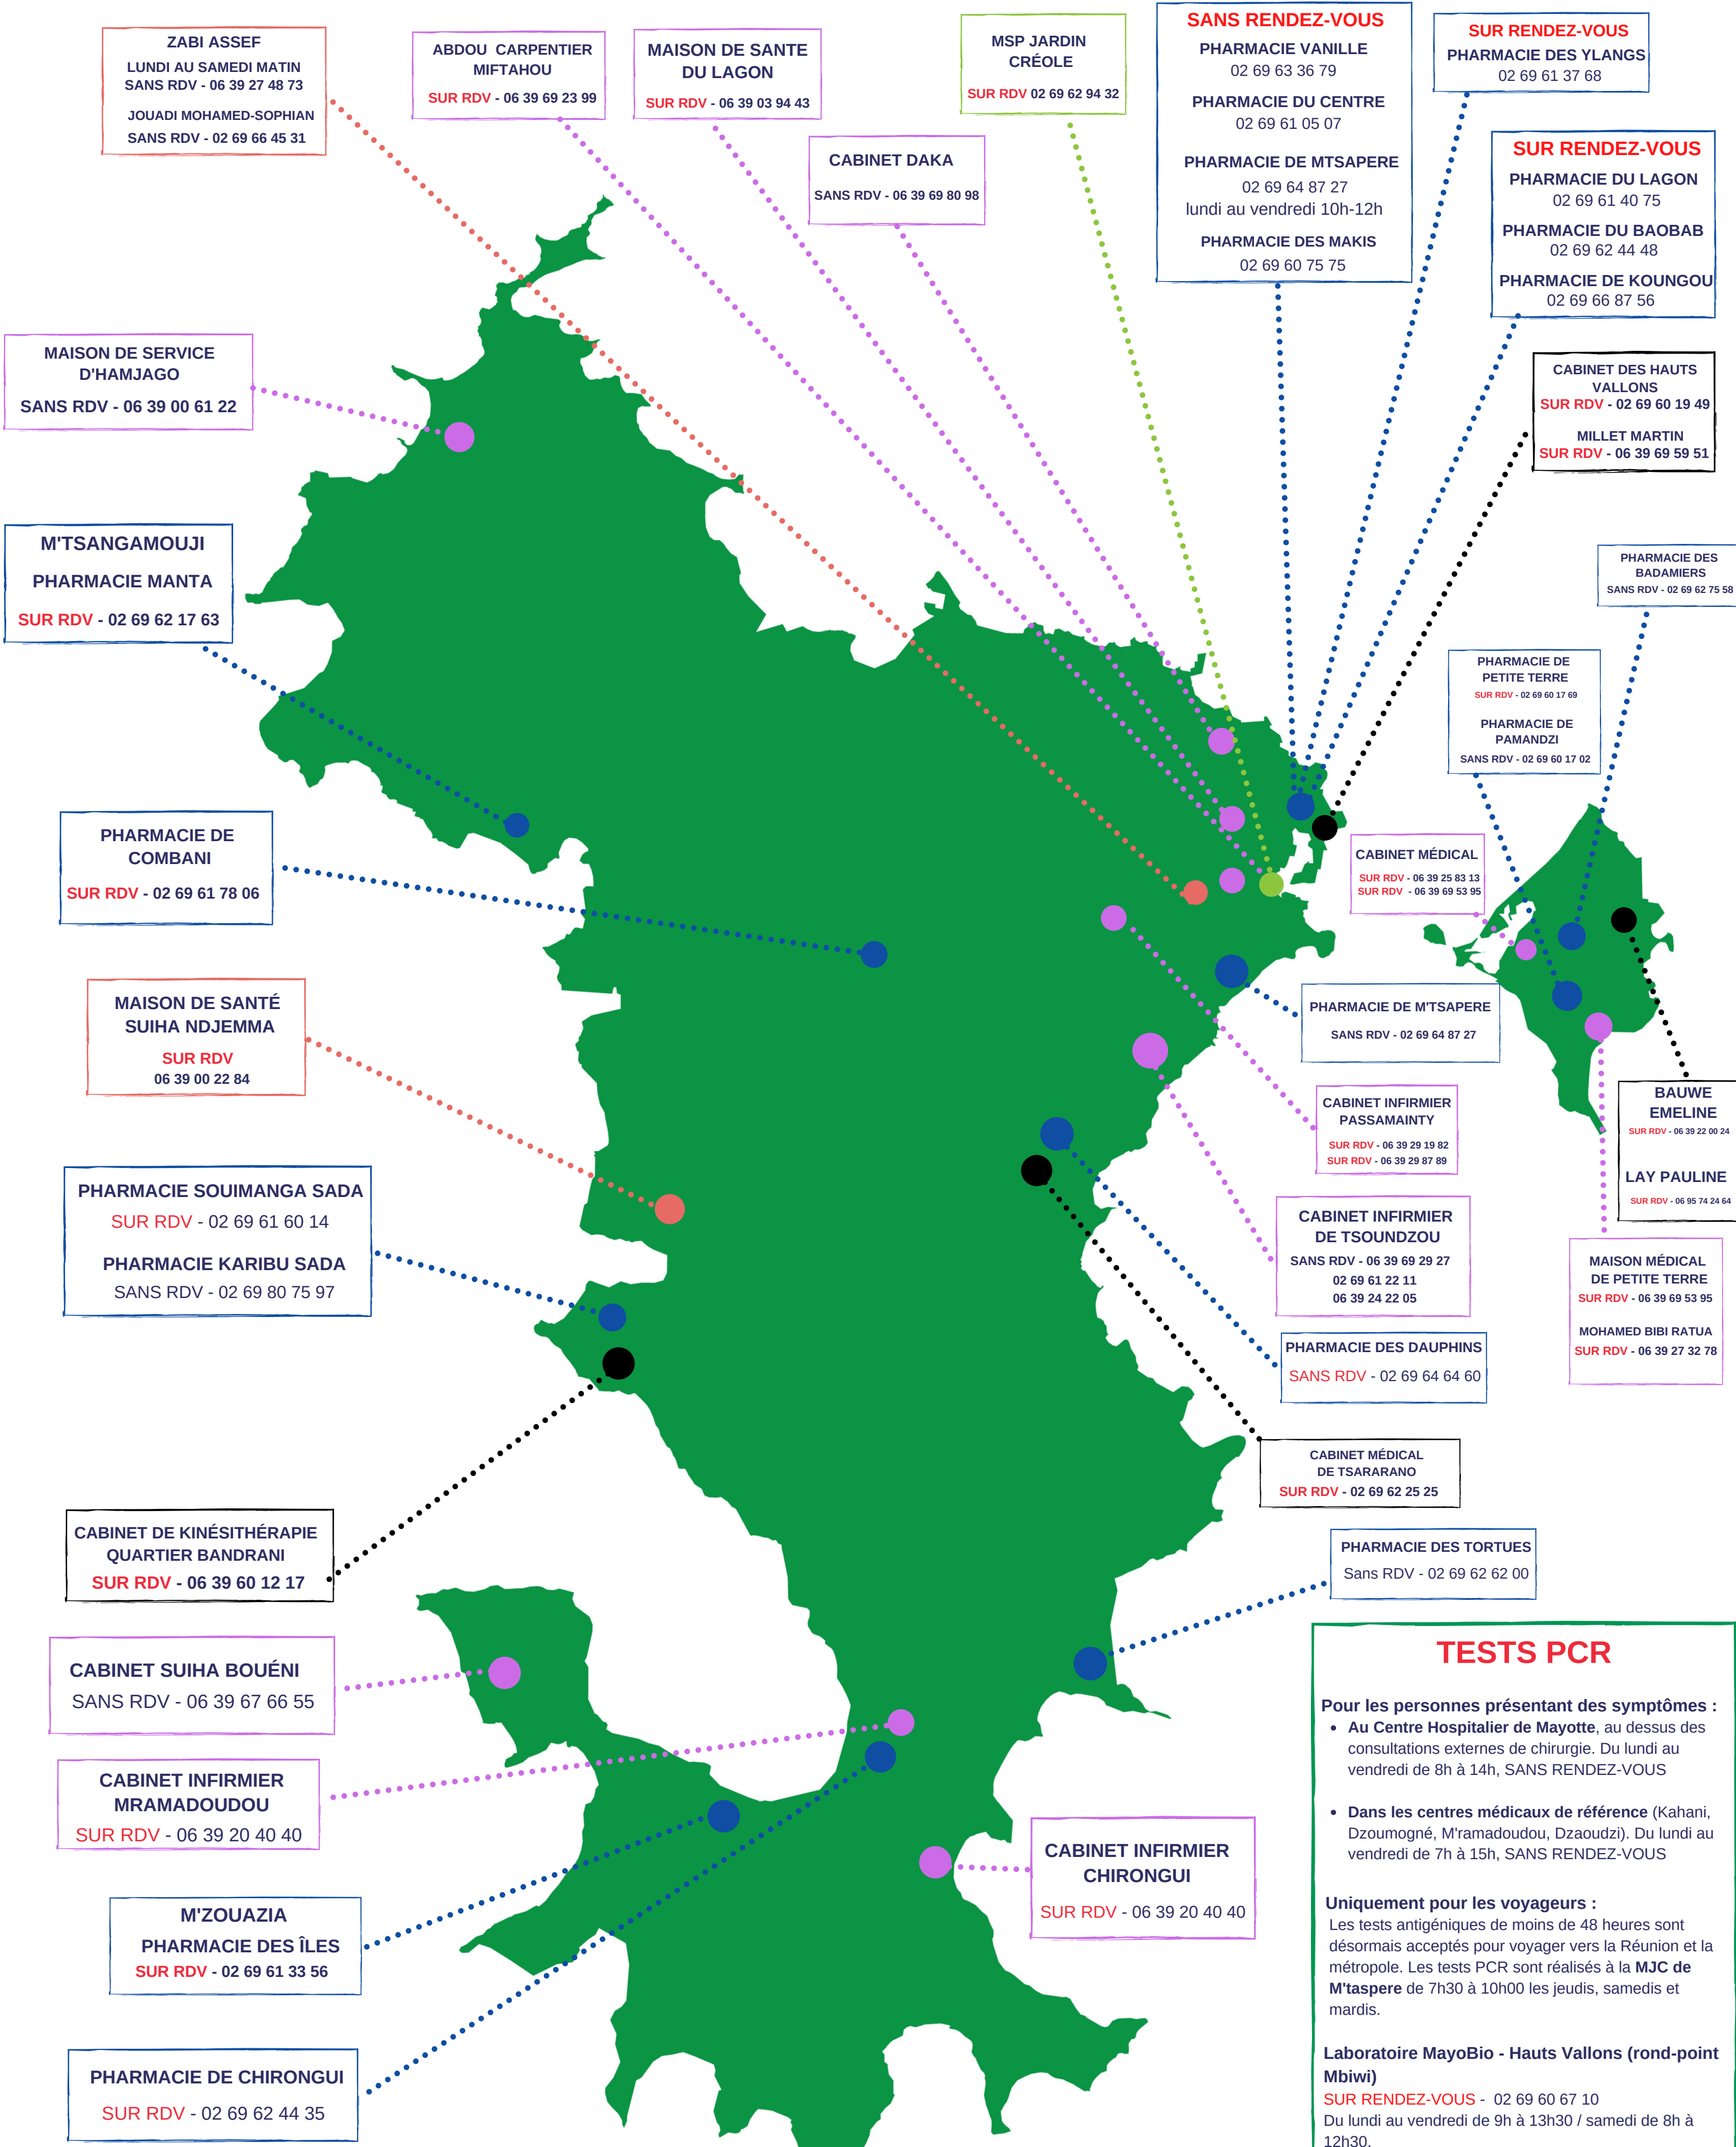 ZABI ASSEF
LUNDI AU SAMEDI MATIN
SANS RDV - 06 39 27 48 73
JOUADI MOHAMED-SOPHIAN
SANS RDV - 02 69 66 45 31
ABDOU CARPENTIER
MIFTAHOU
SUR RDV - 06 39 69 23 99
MAISON DE SANTE
DU LAGON
SUR RDV - 06 39 03 94 43
CABINET DAKA
SANS RDV - 06 39 69 80 98
MSP JARDIN
CRÉOLE
SUR RDV 02 69 62 94 32
SANS RENDEZ-VOUS
PHARMACIE VANILLE
02 69 63 36 79
PHARMACIE DU CENTRE
02 69 61 05 07
PHARMACIE DE MTSAPERE
02 69 64 87 27
lundi au vendredi 10h-12h
PHARMACIE DES MAKIS
02 69 60 75 75
SUR RENDEZ-VOUS
PHARMACIE DES YLANGS
02 69 61 37 68
SUR RENDEZ-VOUS
PHARMACIE DU LAGON
02 69 61 40 75
PHARMACIE DU BAOBAB
02 69 62 44 48
PHARMACIE DE KOUNGOU
02 69 66 87 56
CABINET DES HAUTS
VALLONS
SUR RDV - 02 69 60 19 49
MILLET MARTIN
SUR RDV - 06 39 69 59 51
MAISON DE SERVICE
D'HAMJAGO
SANS RDV - 06 39 00 61 22
M'TSANGAMOUJI
PHARMACIE MANTA
SUR RDV - 02 69 62 17 63
PHARMACIE DES
BADAMIERS
SANS RDV - 02 69 62 75 58
PHARMACIE DE
PETITE TERRE
SUR RDV - 02 69 60 17 69
PHARMACIE DE
PAMANDZI
SANS RDV - 02 69 60 17 02
PHARMACIE DE
COMBANI
SUR RDV - 02 69 61 78 06
CABINET MÉDICAL
SUR RDV - 06 39 25 83 13
SUR RDV - 06 39 69 53 95
MAISON DE SANTÉ
SUIHA NDJEMMA
SUR RDV
06 39 00 22 84
PHARMACIE DE M'TSAPERE
SANS RDV - 02 69 64 87 27
CABINET INFIRMIER
PASSAMAINTY
SUR RDV - 06 39 29 19 82
SUR RDV - 06 39 29 87 89
BAUWE
EMELINE
SUR RDV - 06 39 22 00 24
LAY PAULINE
SUR RDV - 06 95 74 24 64
PHARMACIE SOUIMANGA SADA
SUR RDV - 02 69 61 60 14
PHARMACIE KARIBU SADA
SANS RDV - 02 69 80 75 97
CABINET INFIRMIER
DE TSOUNDZOU
SANS RDV - 06 39 69 29 27
02 69 61 22 11
06 39 24 22 05
MAISON MÉDICAL
DE PETITE TERRE
SUR RDV - 06 39 69 53 95
MOHAMED BIBI RATUA
SUR RDV - 06 39 27 32 78
PHARMACIE DES DAUPHINS
SANS RDV - 02 69 64 64 60
CABINET MÉDICAL
DE TSARARANO
SUR RDV - 02 69 62 25 25
CABINET DE KINÉSITHÉRAPIE
QUARTIER BANDRANI
SUR RDV - 06 39 60 12 17
PHARMACIE DES TORTUES
Sans RDV - 02 69 62 62 00
CABINET SUIHA BOUÉNI
SANS RDV - 06 39 67 66 55
CABINET INFIRMIER
MRAMADOUDOU
SUR RDV - 06 39 20 40 40
CABINET INFIRMIER
CHIRONGUI
SUR RDV - 06 39 20 40 40
M'ZOUAZIA
PHARMACIE DES ÎLES
SUR RDV - 02 69 61 33 56
PHARMACIE DE CHIRONGUI
SUR RDV - 02 69 62 44 35
TESTS PCR
Pour les personnes présentant des symptômes :
• Au Centre Hospitalier de Mayotte, au dessus des
consultations externes de chirurgie. Du lundi au
vendredi de 8h à 14h, SANS RENDEZ-VOUS
• Dans les centres médicaux de référence (Kahani,
Dzoumogné, M'ramadoudou, Dzaoudzi). Du lundi au
vendredi de 7h à 15h, SANS RENDEZ-VOUS
Uniquement pour les voyageurs :
Les tests antigéniques de moins de 48 heures sont
désormais acceptés pour voyager vers la Réunion et la
métropole. Les tests PCR sont réalisés à la MJC de
M'taspere de 7h30 à 10h00 les jeudis, samedis et
mardis.
Laboratoire MayoBio - Hauts Vallons (rond-point
Mbiwi)
SUR RENDEZ-VOUS - 02 69 60 67 10
Du lundi au vendredi de 9h à 13h30 / samedi de 8h à
12h30.